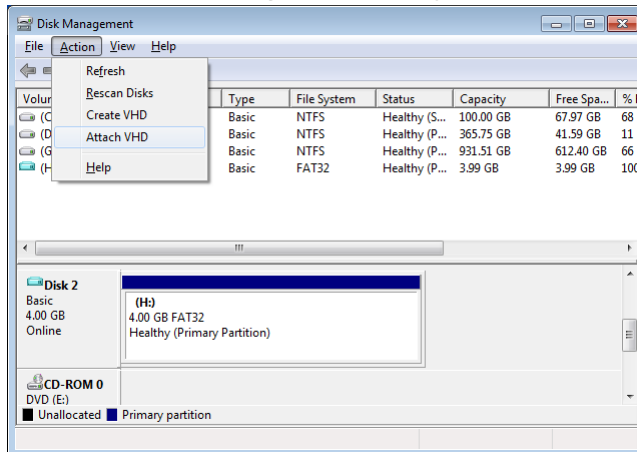 Disk Management
File Action View Help
Refresh
Rescan Disks
Create VHD
Attach VHD
Help
Volur Type File System Status Capacity Free Spa... %
(C Basic NTFS Healthy (S... 100.00 GB 67.97 GB 68
(D Basic NTFS Healthy (P... 365.75 GB 41.59 GB 11
(G Basic NTFS Healthy (P... 931.51 GB 612.40 GB 66
(H Basic FAT32 Healthy (P... 3.99 GB 3.99 GB 100
Disk 2
Basic
4.00 GB
Online
(H:)
4.00 GB FAT32
Healthy (Primary Partition)
CD-ROM 0
DVD (E:)
Unallocated Primary partition